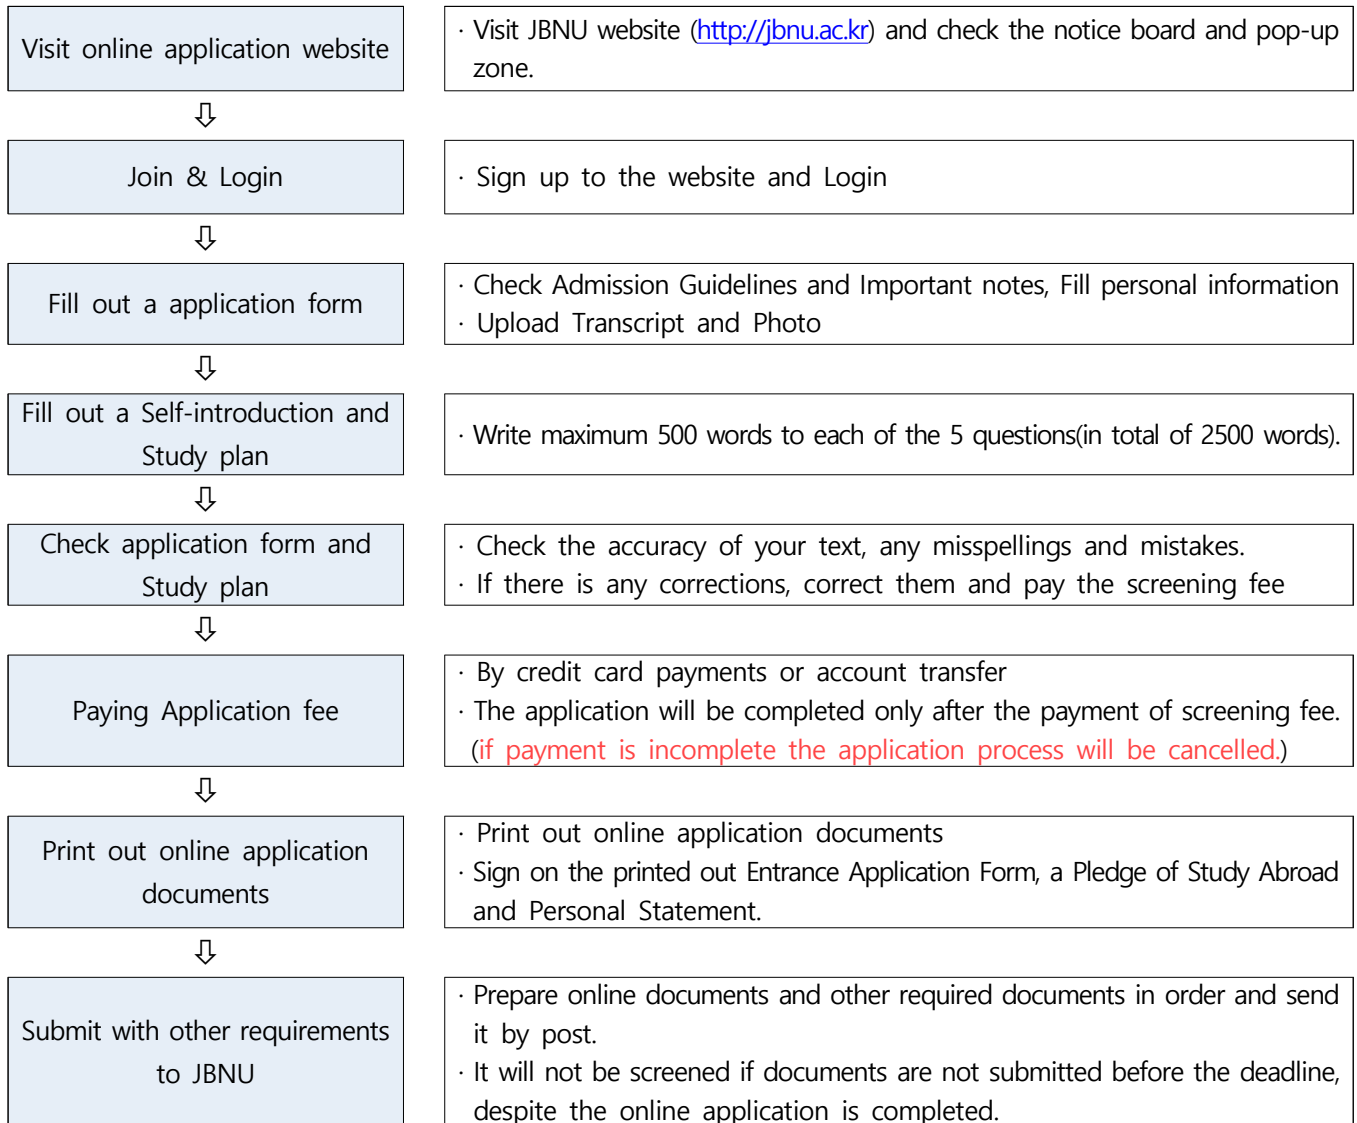 Visit online application website
· Visit JBNU website (http://jbnu.ac.kr) and check the notice board and pop-up
zone.
⇩
Join & Login
· Sign up to the website and Login
⇩
Fill out a application form
· Check Admission Guidelines and Important notes, Fill personal information
· Upload Transcript and Photo
⇩
Fill out a Self-introduction and
Study plan
· Write maximum 500 words to each of the 5 questions(in total of 2500 words).
⇩
Check application form and
Study plan
· Check the accuracy of your text, any misspellings and mistakes.
· If there is any corrections, correct them and pay the screening fee
⇩
Paying Application fee
· By credit card payments or account transfer
· The application will be completed only after the payment of screening fee.
(if payment is incomplete the application process will be cancelled.)
⇩
Print out online application
documents
· Print out online application documents
· Sign on the printed out Entrance Application Form, a Pledge of Study Abroad
and Personal Statement.
⇩
Submit with other requirements
to JBNU
· Prepare online documents and other required documents in order and send
it by post.
· It will not be screened if documents are not submitted before the deadline,
despite the online application is completed.